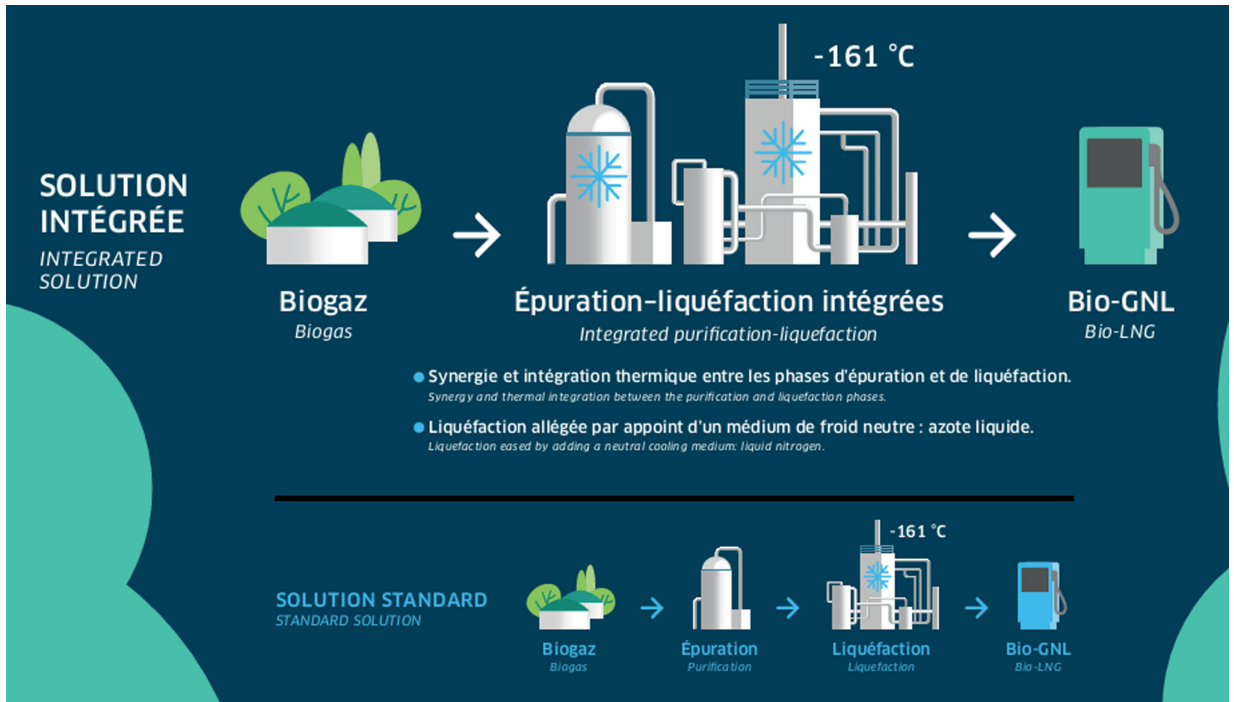 -161 °C
SOLUTION
INTÉGRÉE
INTEGRATED
SOLUTION
Biogaz
Biogas
Épuration-liquéfaction intégrées
Integrated purification-liquefaction
Bio-GNL
Bio-LNG
Synergie et intégration thermique entre les phases d'épuration et de liquéfaction.
Synergy and thermal integration between the purification and liquefaction phases.
Liquéfaction allégée par appoint d'un médium de froid neutre : azote liquide.
Liquefaction eased by adding a neutral cooling medium: liquid nitrogen.
-161 °C
SOLUTION STANDARD
STANDARD SOLUTION
Biogaz
Biogas
Épuration
Purification
Liquéfaction
Liquefaction
Bio-GNL
Bio-LNG